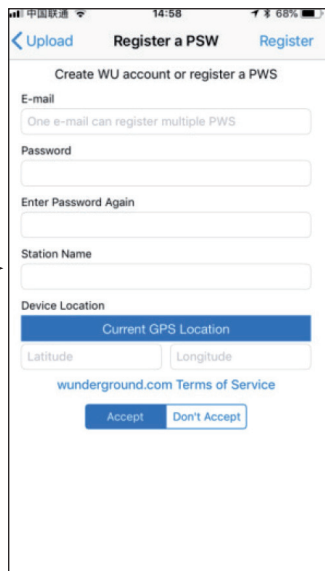 中国联通 14:58 68%
Upload Register a PSW Register
Create WU account or register a PWS
E-mail
One e-mail can register multiple PWS
Password
Enter Password Again
Station Name
Device Location
Current GPS Location
Latitude Longitude
wunderground.com Terms of Service
Accept Don't Accept